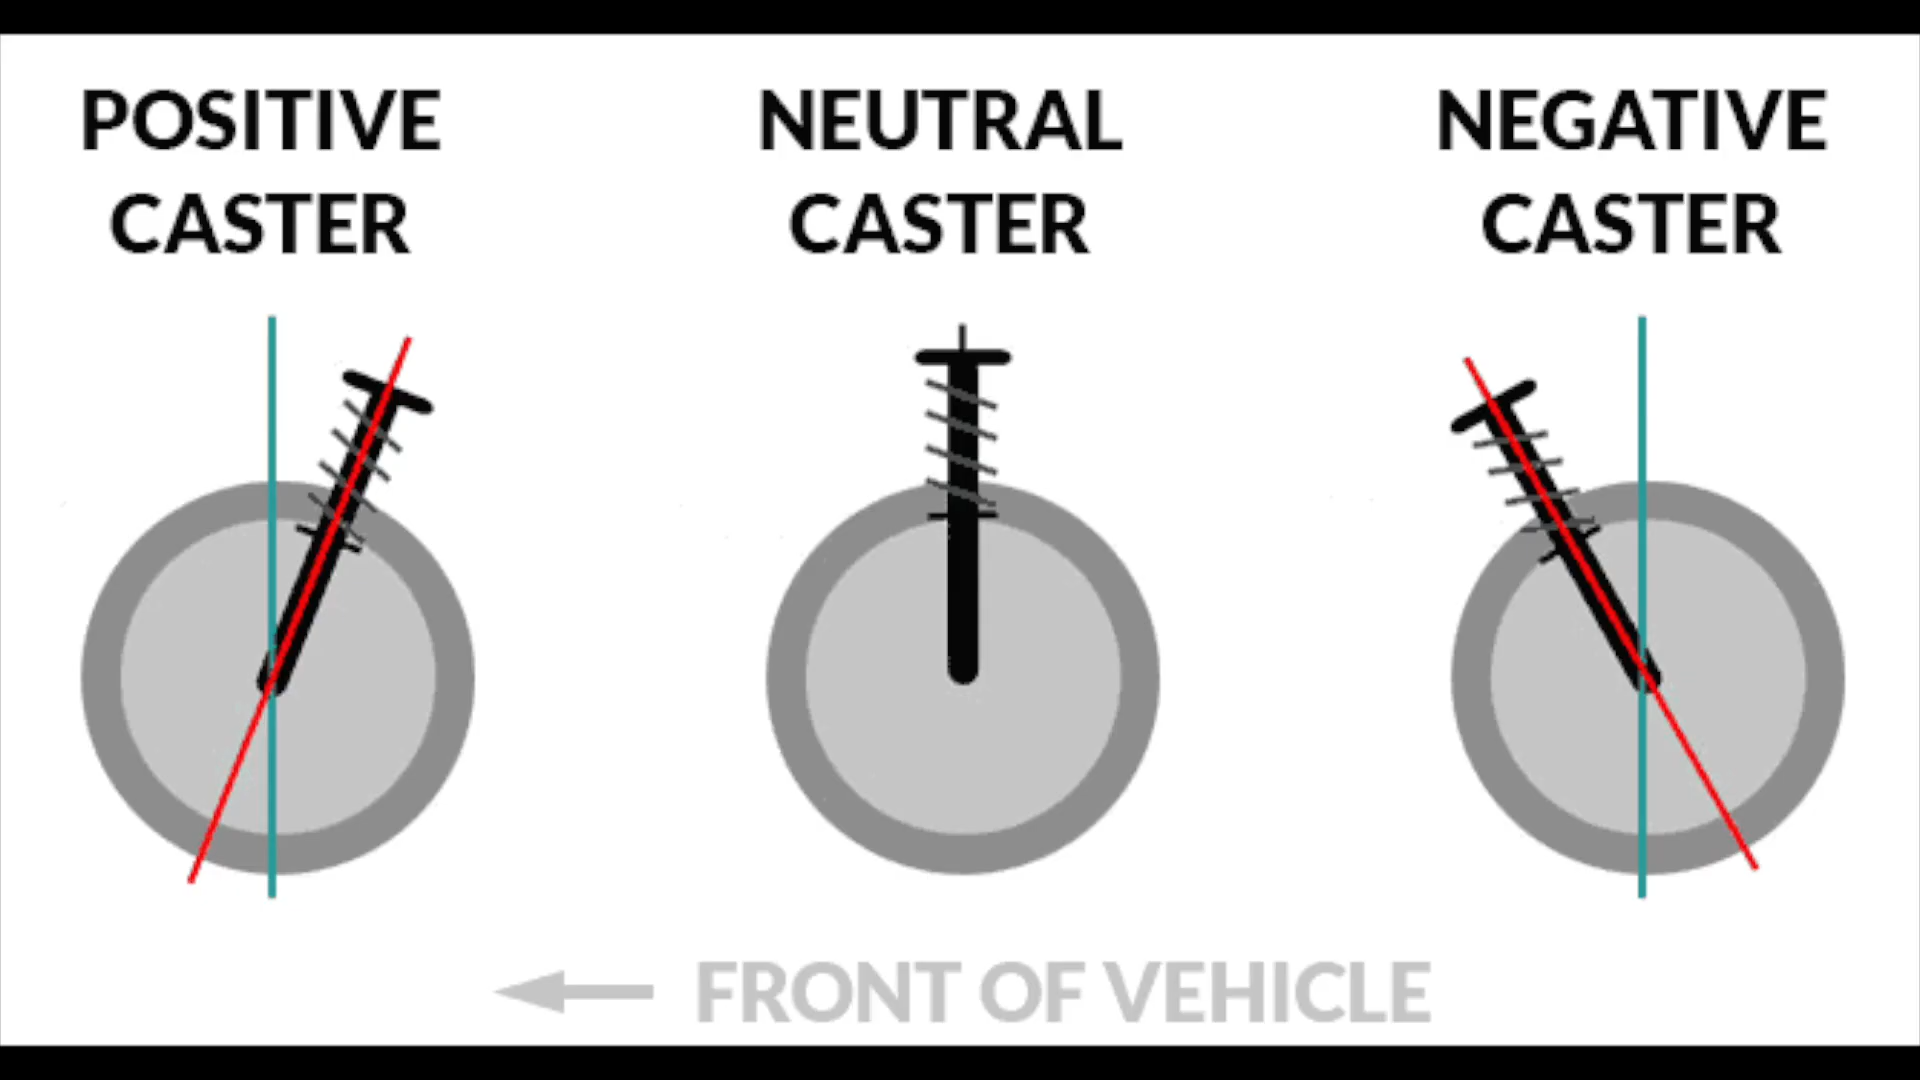 POSITIVE
CASTER
NEUTRAL
CASTER
NEGATIVE
CASTER
FRONT OF VEHICLE